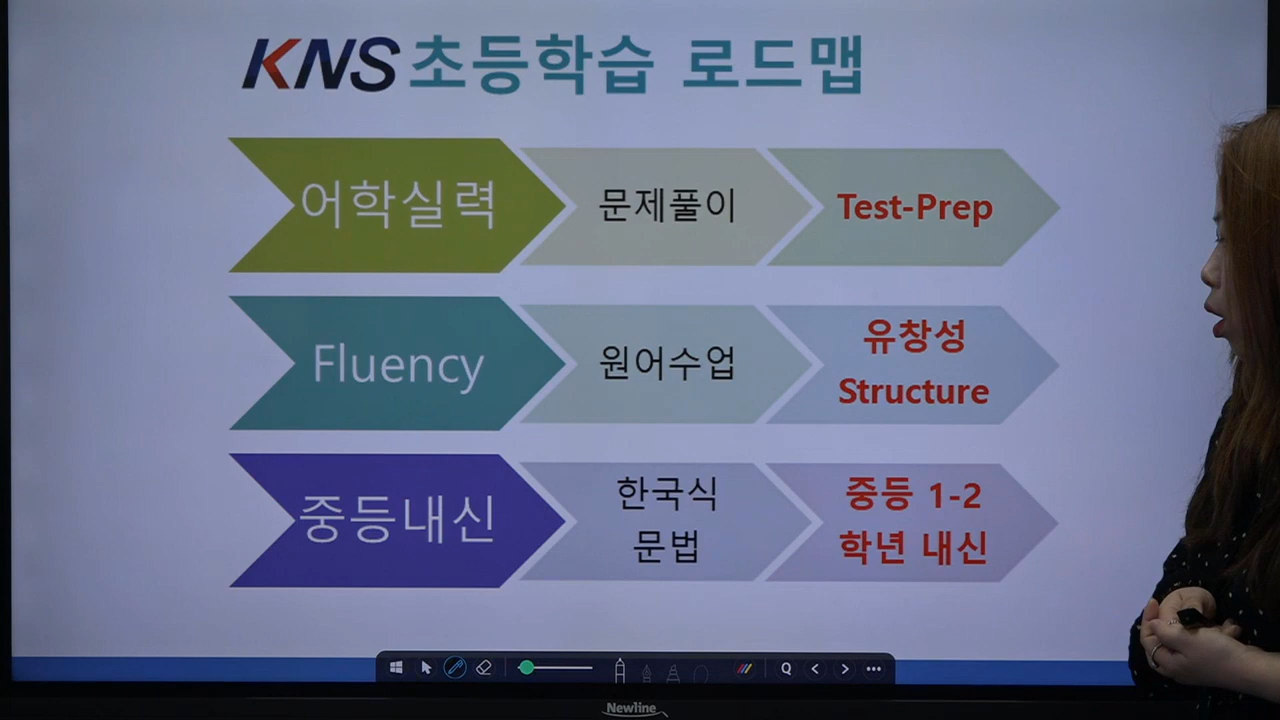 KNS 초등학습 로드맵
어학실력
문제풀이
Test-Prep
Fluency
원어수업
유창성
Structure
중등내신
한국식
문법
중등 1-2
학년 내신
Newline